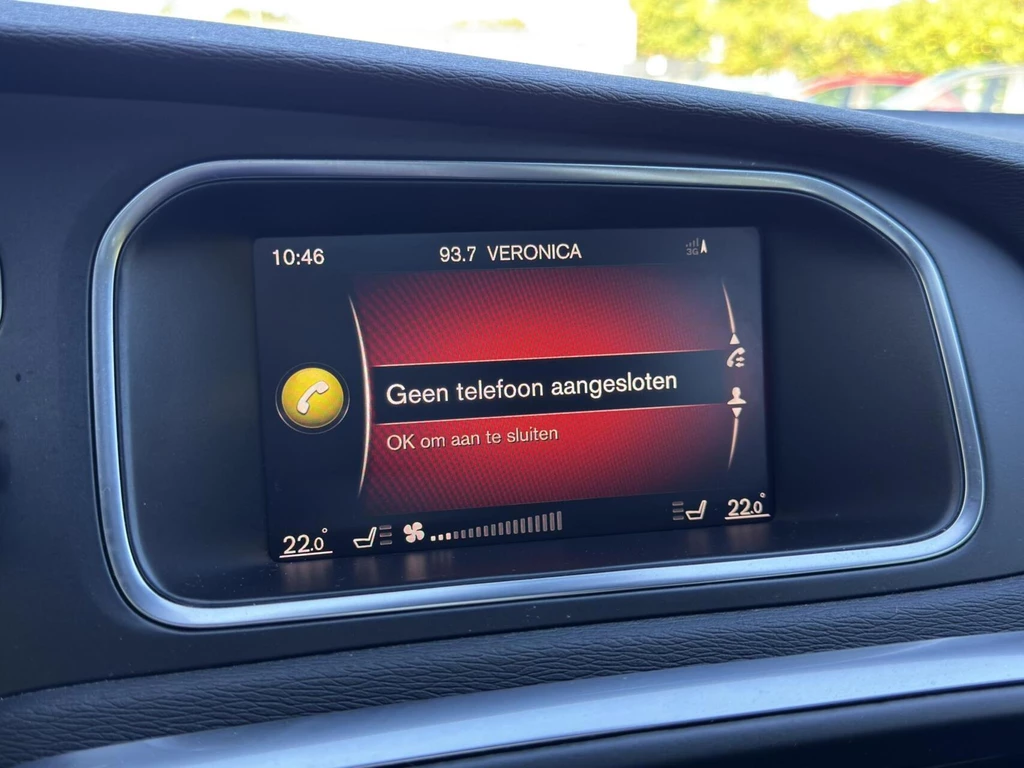 10:46 93.7 VERONICA 3G
Geen telefoon aangesloten
OK om aan te sluiten
22.0° 22.0°